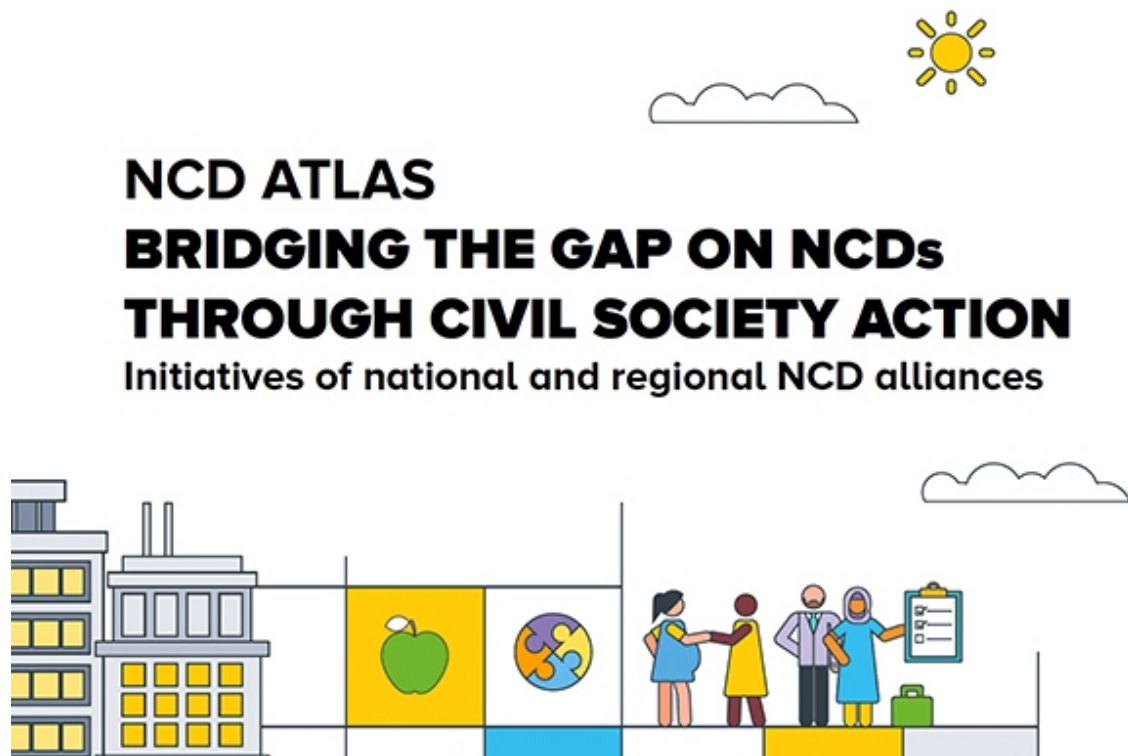 NCD ATLAS
BRIDGING THE GAP ON NCDs
THROUGH CIVIL SOCIETY ACTION
Initiatives of national and regional NCD alliances